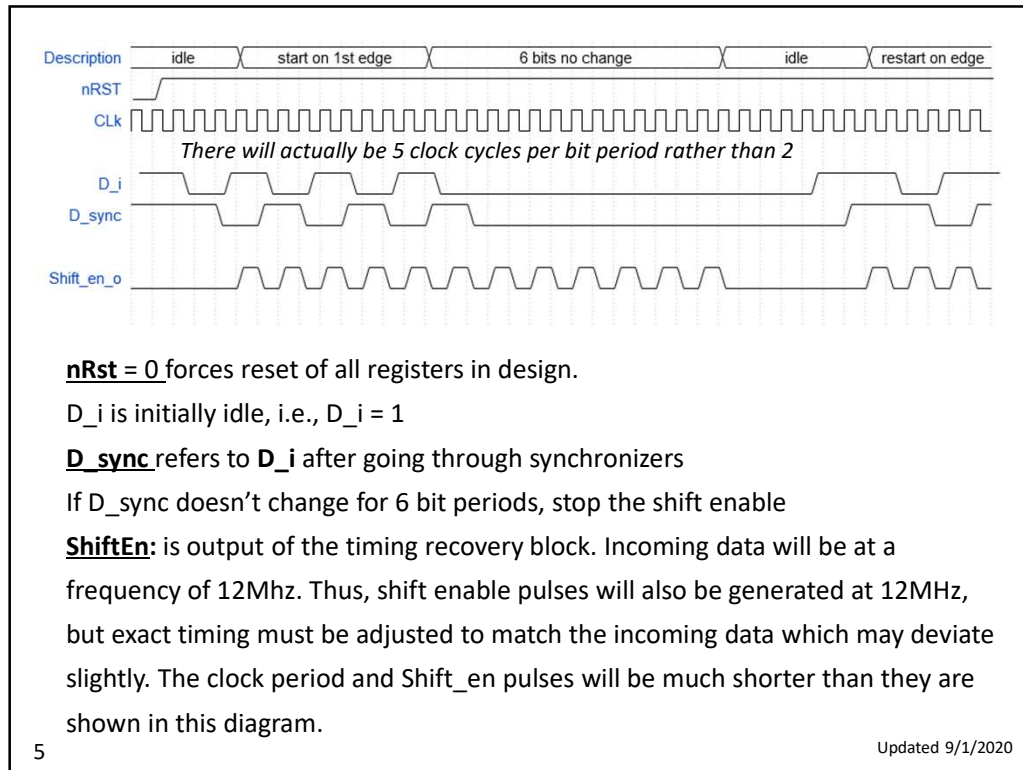 Description idle start on 1st edge 6 bits no change idle restart on edge
nRST
CLk
There will actually be 5 clock cycles per bit period rather than 2
D_i
D_sync
Shift_en_o
nRst = 0 forces reset of all registers in design.
D_i is initially idle, i.e., D_i = 1
D_sync refers to D_i after going through synchronizers
If D_sync doesn’t change for 6 bit periods, stop the shift enable
ShiftEn: is output of the timing recovery block. Incoming data will be at a
frequency of 12Mhz. Thus, shift enable pulses will also be generated at 12MHz,
but exact timing must be adjusted to match the incoming data which may deviate
slightly. The clock period and Shift_en pulses will be much shorter than they are
shown in this diagram.
5 Updated 9/1/2020